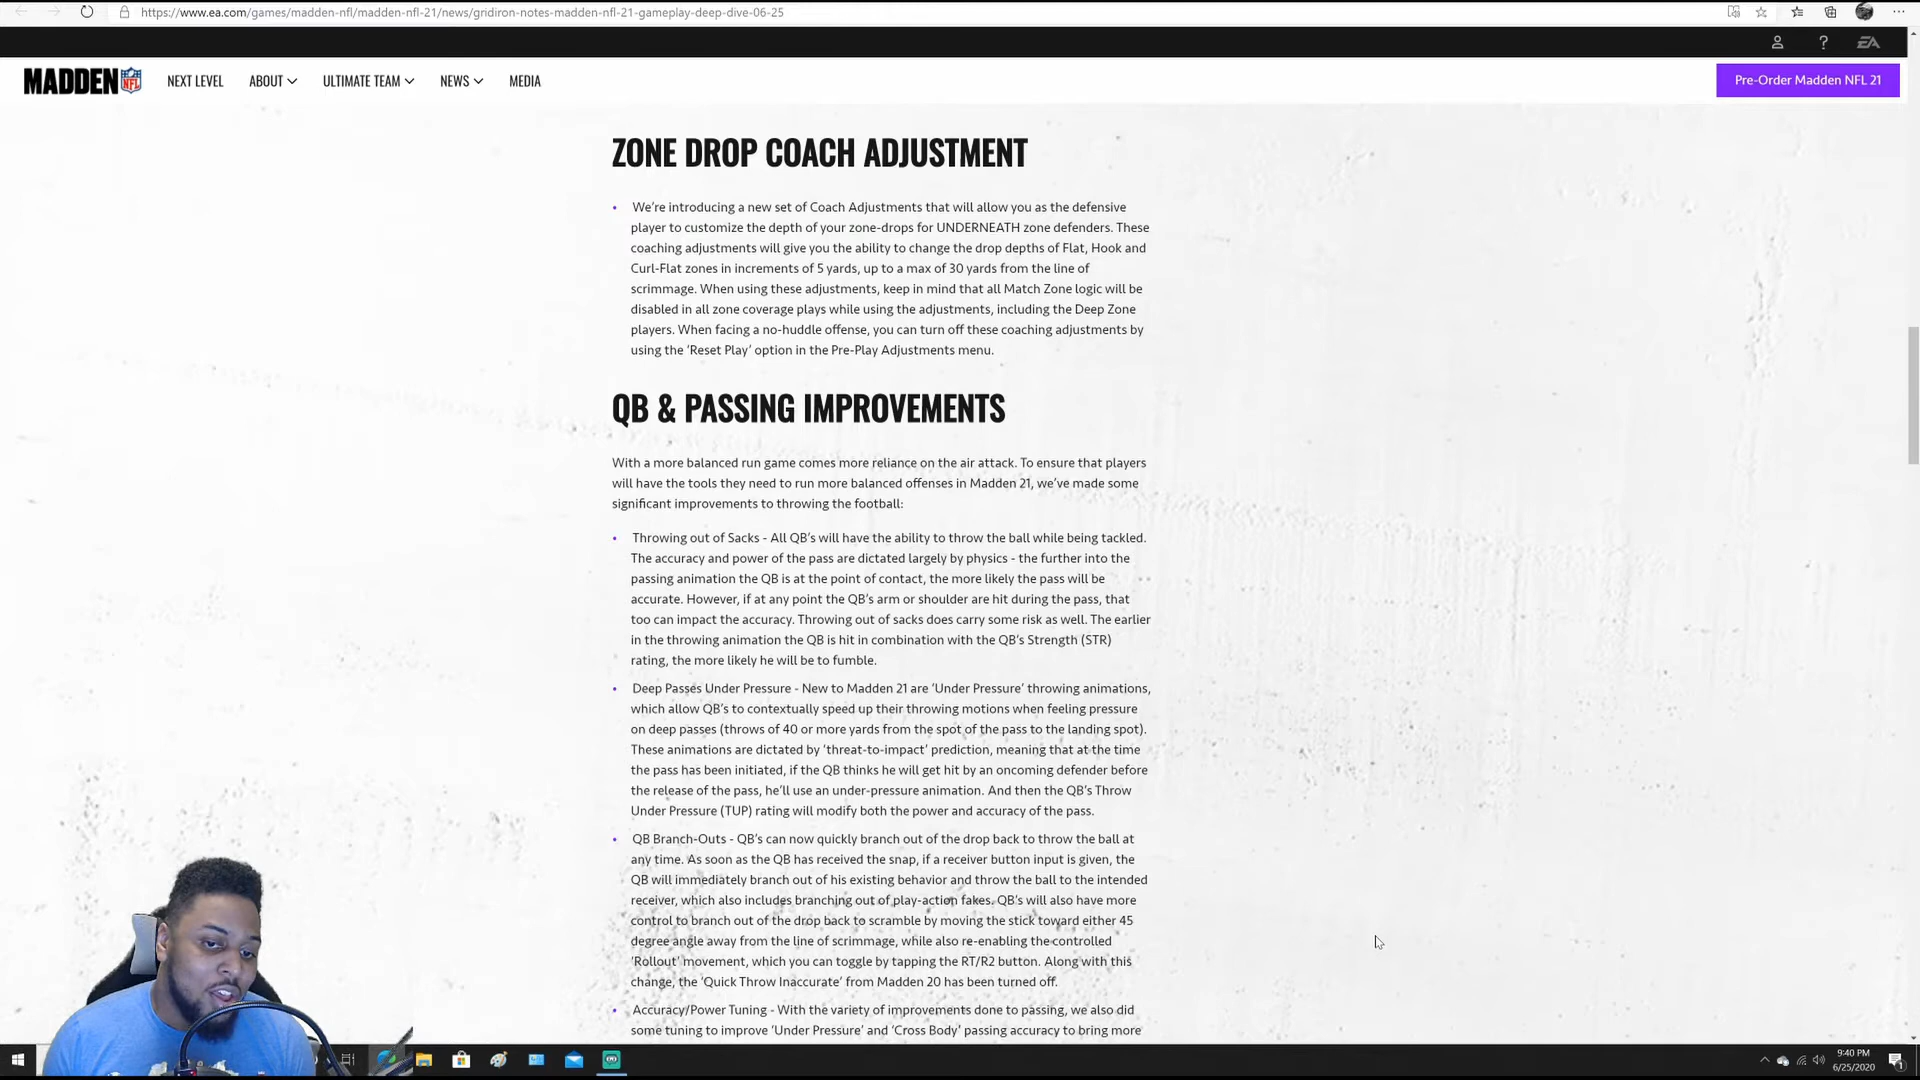 https://www.ea.com/games/madden-nfl/madden-nfl-21/news/gridiron-notes-madden-nfl-21-gameplay-deep-dive-06-25
EA
MADDEN NFL
NEXT LEVEL
ABOUT
ULTIMATE TEAM
NEWS
MEDIA
Pre-Order Madden NFL 21
ZONE DROP COACH ADJUSTMENT
• We’re introducing a new set of Coach Adjustments that will allow you as the defensive
player to customize the depth of your zone-drops for UNDERNEATH zone defenders. These
coaching adjustments will give you the ability to change the drop depths of Flat, Hook and
Curl-Flat zones in increments of 5 yards, up to a max of 30 yards from the line of
scrimmage. When using these adjustments, keep in mind that all Match Zone logic will be
disabled in all zone coverage plays while using the adjustments, including the Deep Zone
players. When facing a no-huddle offense, you can turn off these coaching adjustments by
using the ‘Reset Play’ option in the Pre-Play Adjustments menu.
QB & PASSING IMPROVEMENTS
With a more balanced run game comes more reliance on the air attack. To ensure that players
will have the tools they need to run more balanced offenses in Madden 21, we’ve made some
significant improvements to throwing the football:
• Throwing out of Sacks - All QB’s will have the ability to throw the ball while being tackled.
The accuracy and power of the pass are dictated largely by physics - the further into the
passing animation the QB is at the point of contact, the more likely the pass will be
accurate. However, if at any point the QB’s arm or shoulder are hit during the pass, that
too can impact the accuracy. Throwing out of sacks does carry some risk as well. The earlier
in the throwing animation the QB is hit in combination with the QB’s Strength (STR)
rating, the more likely he will be to fumble.
• Deep Passes Under Pressure - New to Madden 21 are ‘Under Pressure’ throwing animations,
which allow QB’s to contextually speed up their throwing motions when feeling pressure
on deep passes (throws of 40 or more yards from the spot of the pass to the landing spot).
These animations are dictated by ‘threat-to-impact’ prediction, meaning that at the time
the pass has been initiated, if the QB thinks he will get hit by an oncoming defender before
the release of the pass, he’ll use an under-pressure animation. And then the QB’s Throw
Under Pressure (TUP) rating will modify both the power and accuracy of the pass.
• QB Branch-Outs - QB’s can now quickly branch out of the drop back to throw the ball at
any time. As soon as the QB has received the snap, if a receiver button input is given, the
QB will immediately branch out of his existing behavior and throw the ball to the intended
receiver, which also includes branching out of play-action fakes. QB’s will also have more
control to branch out of the drop back to scramble by moving the stick toward either 45
degree angle away from the line of scrimmage, while also re-enabling the controlled
‘Rollout’ movement, which you can toggle by tapping the RT/R2 button. Along with this
change, the ‘Quick Throw Inaccurate’ from Madden 20 has been turned off.
• Accuracy/Power Tuning - With the variety of improvements done to passing, we also did
some tuning to improve ‘Under Pressure’ and ‘Cross Body’ passing accuracy to bring more
9:40 PM
6/25/2020